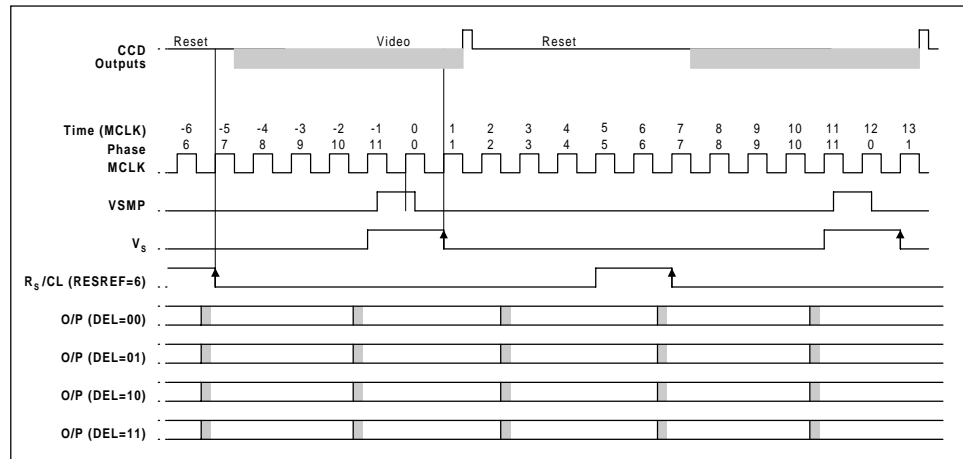 Reset Video Reset
CCD
Outputs
Time (MCLK) -6 -5 -4 -3 -2 -1 0 1 2 3 4 5 6 7 8 9 10 11 12 13
Phase 6 7 8 9 10 11 0 1 2 3 4 5 6 7 8 9 10 11 0 1
MCLK
VSMP
VS
RS/CL (RESREF=6)
O/P (DEL=00)
O/P (DEL=01)
O/P (DEL=10)
O/P (DEL=11)